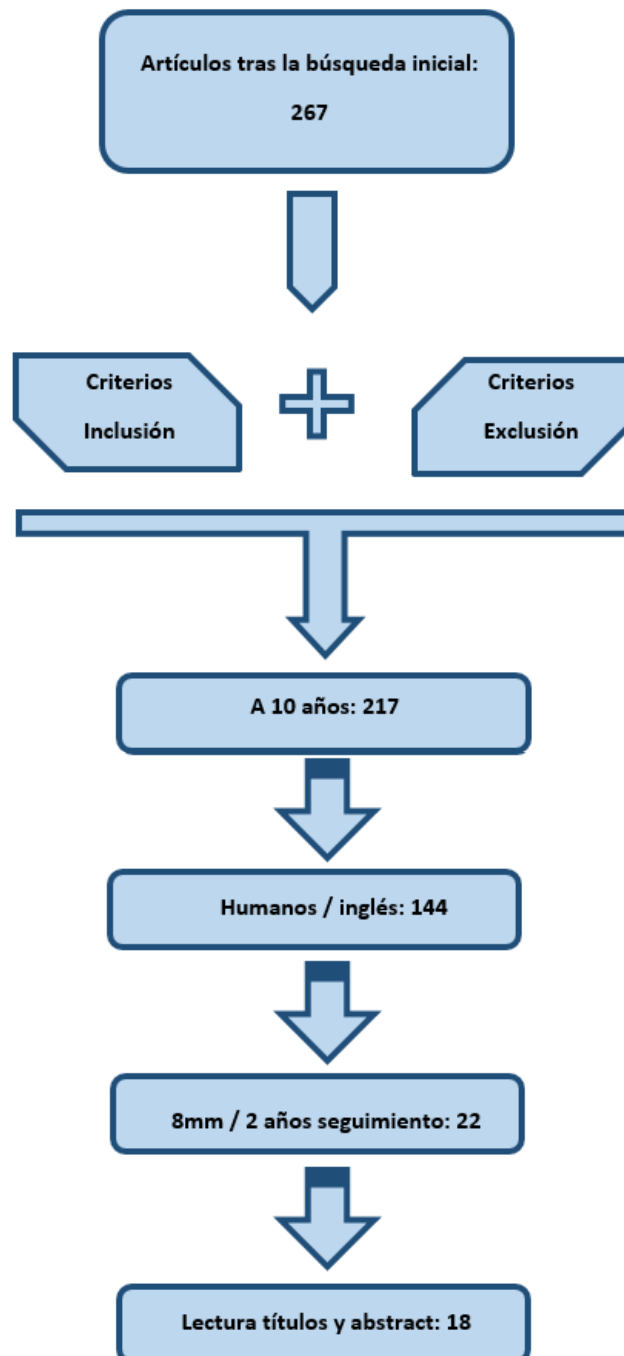 Artículos tras la búsqueda inicial:
267
Criterios
Inclusión
Criterios
Exclusión
A 10 años: 217
Humanos / inglés: 144
8mm / 2 años seguimiento: 22
Lectura títulos y abstract: 18